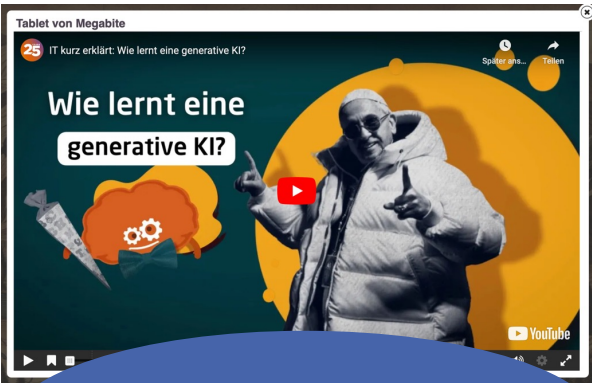 Tablet von Megabite
25 IT kurz erklärt: Wie lernt eine generative KI?
Später ans... Teilen
Wie lernt eine
generative KI?
YouTube